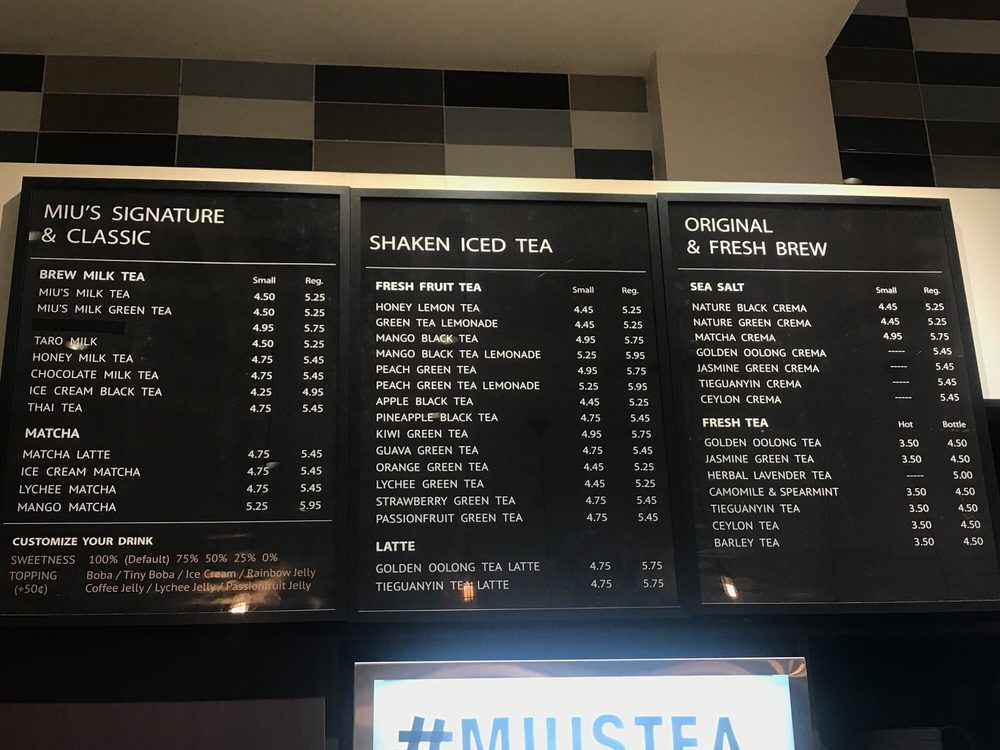 MIU'S SIGNATURE
& CLASSIC
BREW MILK TEA Small Reg.
MIU'S MILK TEA 4.50 5.25
MIU'S MILK GREEN TEA 4.50 5.25
4.95 5.75
TARO MILK 4.50 5.25
HONEY MILK TEA 4.75 5.45
CHOCOLATE MILK TEA 4.75 5.45
ICE CREAM BLACK TEA 4.25 4.95
THAI TEA 4.75 5.45
MATCHA
MATCHA LATTE 4.75 5.45
ICE CREAM MATCHA 4.75 5.45
LYCHEE MATCHA 4.75 5.45
MANGO MATCHA 5.25 5.95
CUSTOMIZE YOUR DRINK
SWEETNESS 100% (Default) 75% 50% 25% 0%
TOPPING Boba / Tiny Boba / Ice Cream / Rainbow Jelly
(+50¢) Coffee Jelly / Lychee Jelly / Passionfruit Jelly
SHAKEN ICED TEA
FRESH FRUIT TEA Small Reg.
HONEY LEMON TEA 4.45 5.25
GREEN TEA LEMONADE 4.45 5.25
MANGO BLACK TEA 4.95 5.75
MANGO BLACK TEA LEMONADE 5.25 5.95
PEACH GREEN TEA 4.95 5.75
PEACH GREEN TEA LEMONADE 5.25 5.95
APPLE BLACK TEA 4.45 5.25
PINEAPPLE BLACK TEA 4.75 5.45
KIWI GREEN TEA 4.95 5.75
GUAVA GREEN TEA 4.75 5.45
ORANGE GREEN TEA 4.45 5.25
LYCHEE GREEN TEA 4.45 5.25
STRAWBERRY GREEN TEA 4.75 5.45
PASSIONFRUIT GREEN TEA 4.75 5.45
LATTE
GOLDEN OOLONG TEA LATTE 4.75 5.75
TIEGUANYIN TEA LATTE 4.75 5.75
ORIGINAL
& FRESH BREW
SEA SALT Small Reg.
NATURE BLACK CREMA 4.45 5.25
NATURE GREEN CREMA 4.45 5.25
MATCHA CREMA 4.95 5.75
GOLDEN OOLONG CREMA ----- 5.45
JASMINE GREEN CREMA ----- 5.45
TIEGUANYIN CREMA ----- 5.45
CEYLON CREMA ----- 5.45
FRESH TEA Hot Bottle
GOLDEN OOLONG TEA 3.50 4.50
JASMINE GREEN TEA 3.50 4.50
HERBAL LAVENDER TEA ----- 5.00
CAMOMILE & SPEARMINT 3.50 4.50
TIEGUANYIN TEA 3.50 4.50
CEYLON TEA 3.50 4.50
BARLEY TEA 3.50 4.50
#MIUSTEA